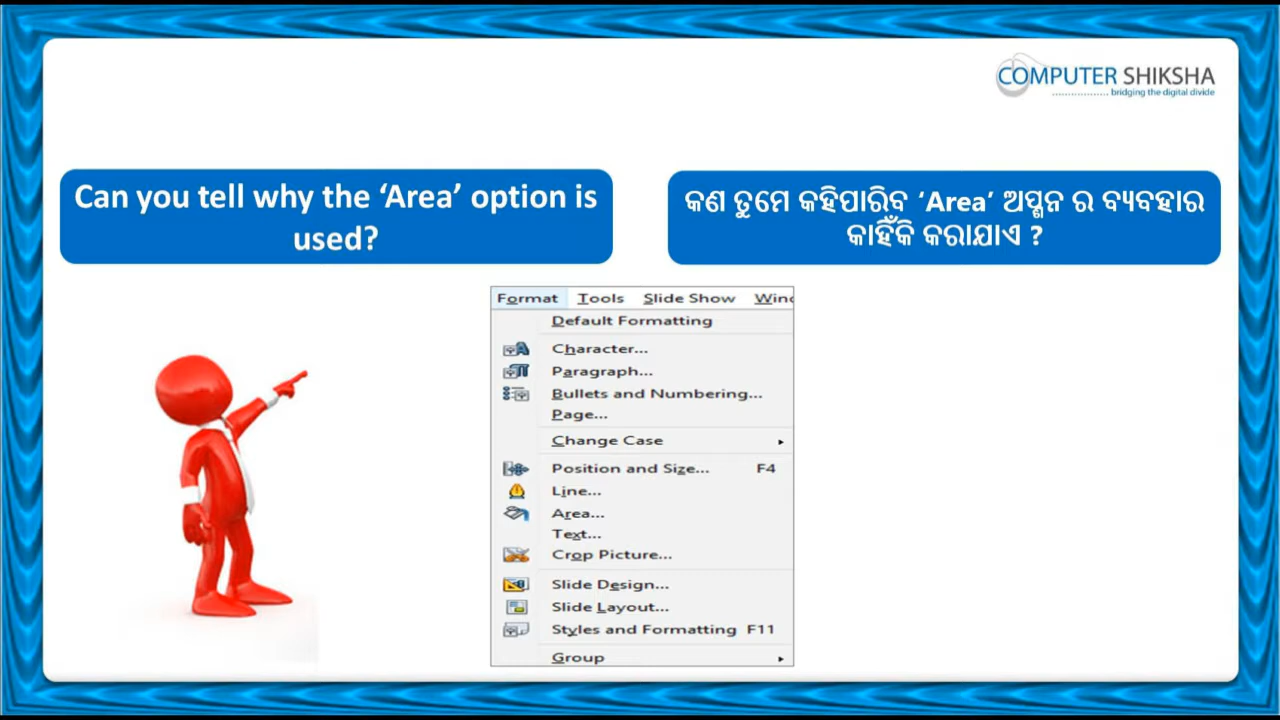 COMPUTER SHIKSHA
bridging the digital divide
Can you tell why the ‘Area’ option is
used?
କଣ ତୁମେ କହିପାରିବ ‘Area’ ଅପ୍ଶନ ର ବ୍ୟବହାର
କାହିଁକି କରାଯାଏ ?
Format Tools Slide Show Winc
Default Formatting
Character...
Paragraph...
Bullets and Numbering...
Page...
Change Case
Position and Size... F4
Line...
Area...
Text...
Crop Picture...
Slide Design...
Slide Layout...
Styles and Formatting F11
Group